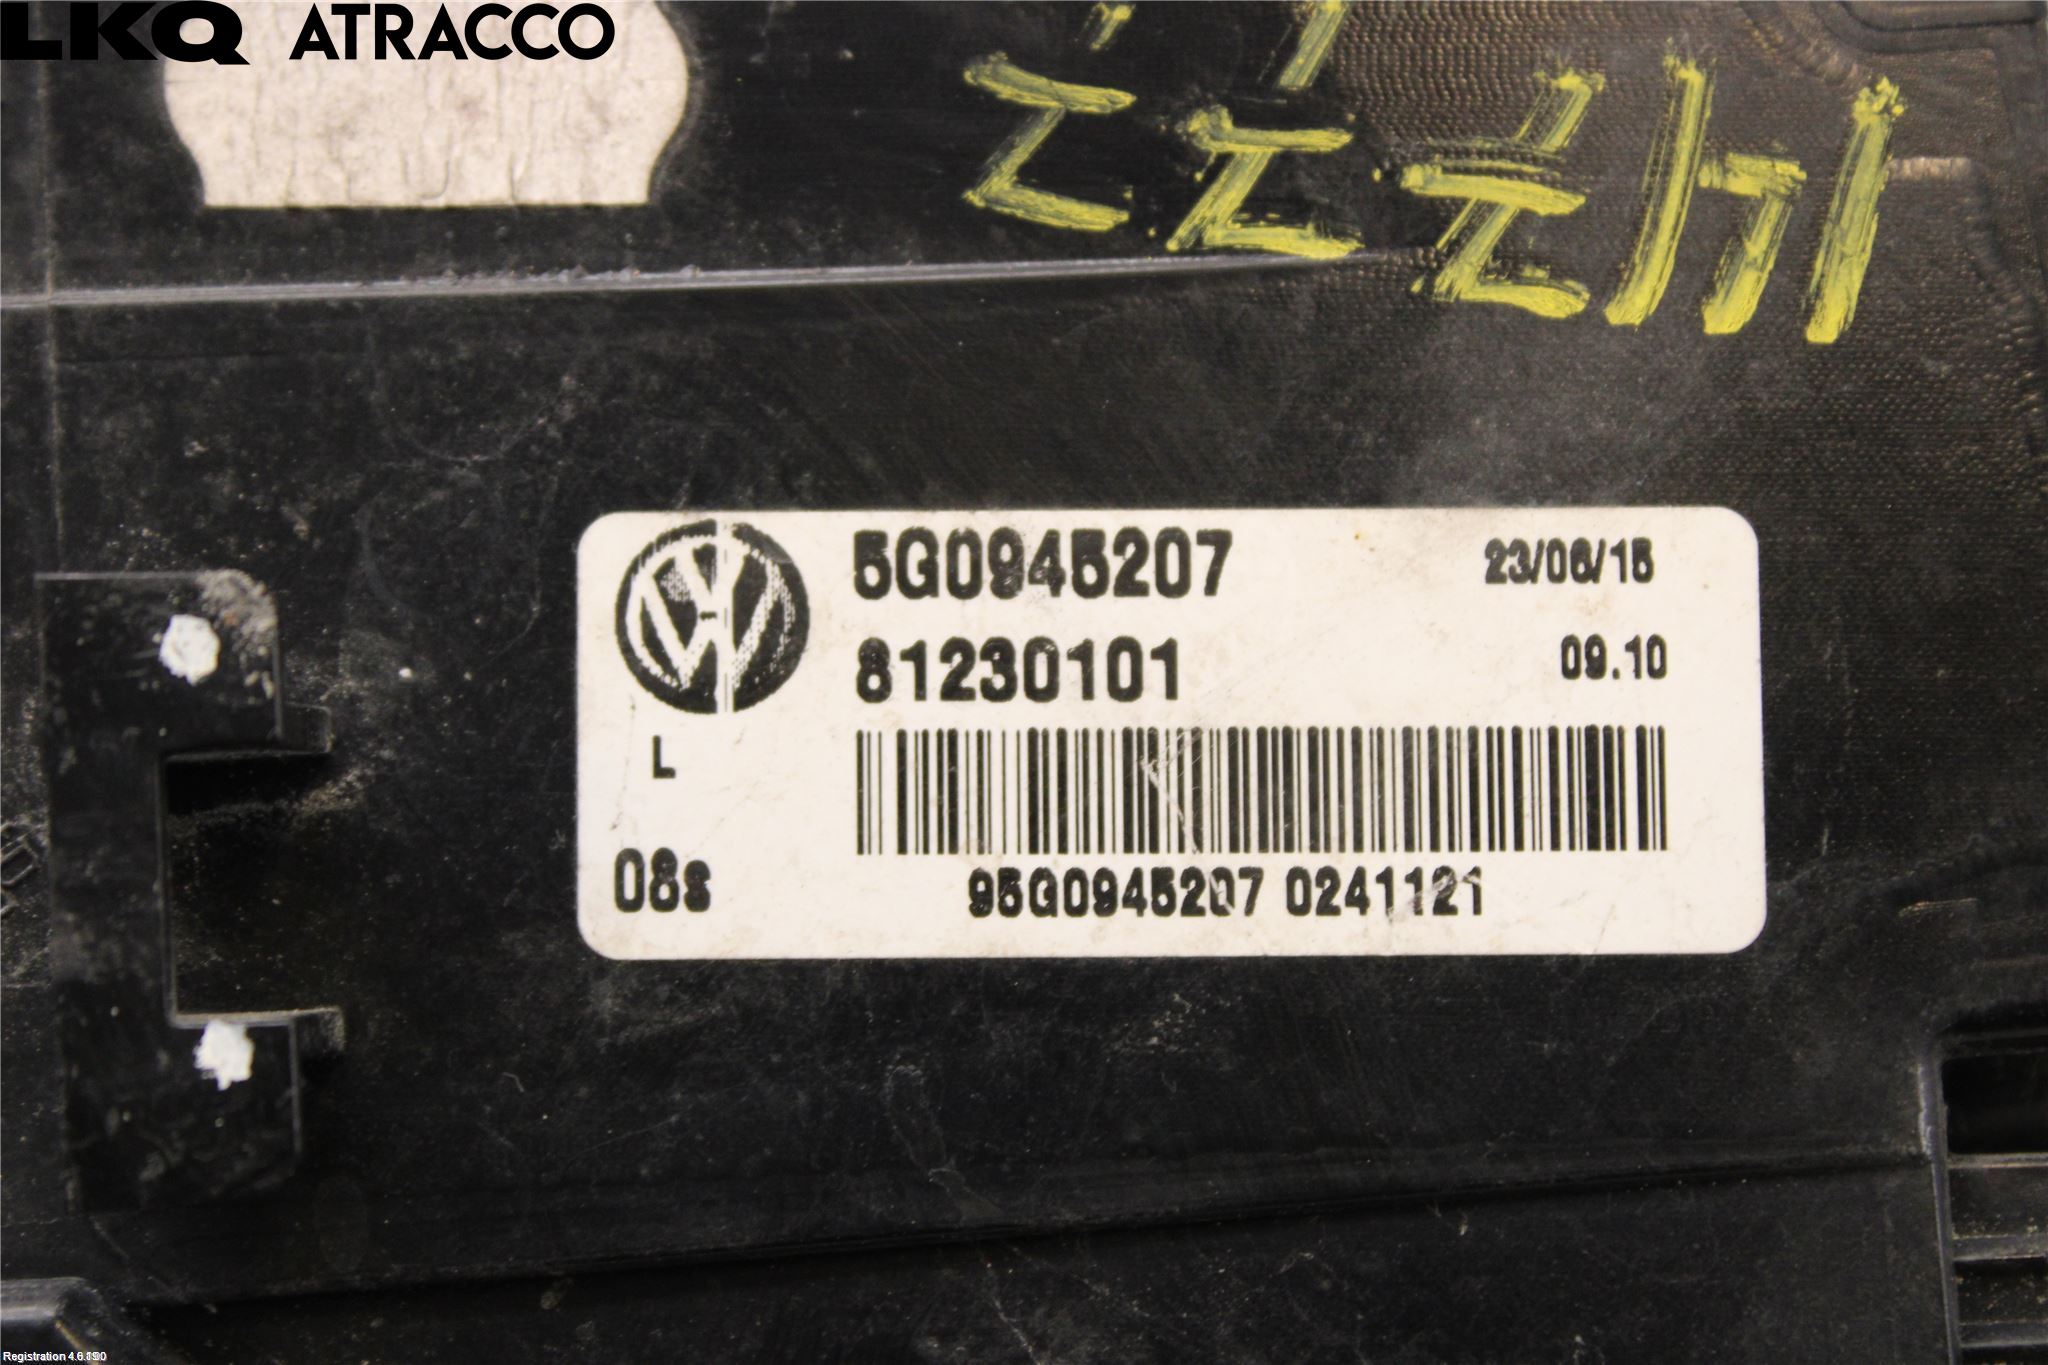 LKQ ATRACCO
5G0945207 23/06/15
81230101 09.10
L
08s
95G0945207 0241121